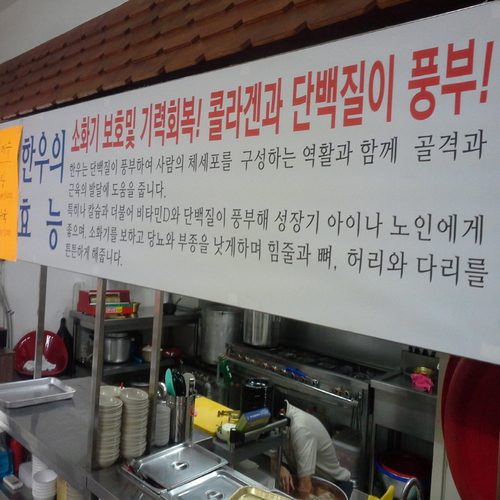 한우의
효능
소화기 보호및 기력회복! 콜라겐과 단백질이 풍부!
한우는 단백질이 풍부하여 사람의 체세포를 구성하는 역활과 함께 골격과
근육의 발달에 도움을 줍니다.
특히나 칼슘과 더불어 비타민D와 단백질이 풍부해 성장기 아이나 노인에게
좋으며, 소화기를 보하고 당뇨와 부종을 낫게하며 힘줄과 뼈, 허리와 다리를
튼튼하게 해줍니다.